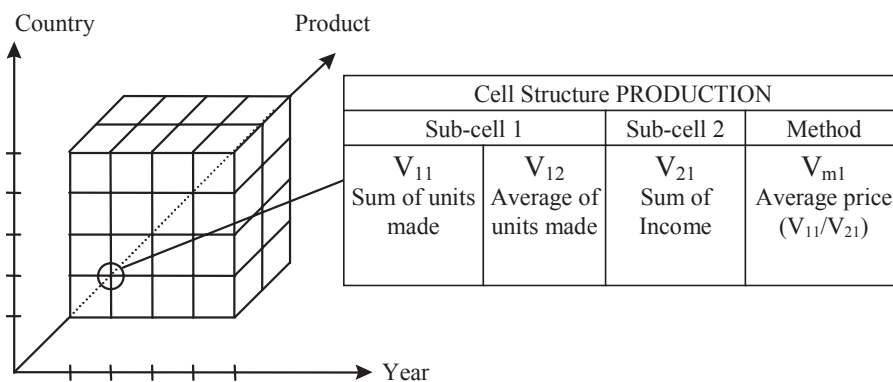 Country
Product
Year
Cell Structure PRODUCTION
Sub-cell 1 Sub-cell 2 Method
V₁₁ V₁₂ V₂₁ Vₘ₁
Sum of units Average of Sum of Average price
made units made Income (V₁₁/V₂₁)